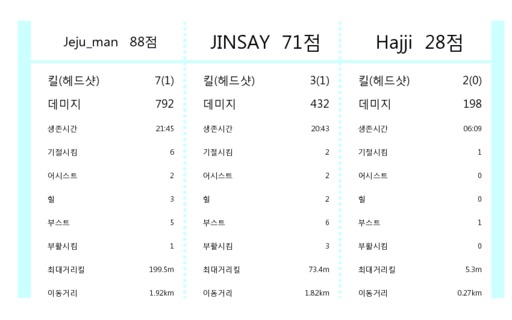 Jeju_man 88점 JINSAY 71점 Hajji 28점
킬(헤드샷) 7(1) 킬(헤드샷) 3(1) 킬(헤드샷) 2(0)
데미지 792 데미지 432 데미지 198
생존시간 21:45 생존시간 20:43 생존시간 06:09
기절시킴 6 기절시킴 2 기절시킴 1
어시스트 2 어시스트 2 어시스트 0
힐 3 힐 2 힐 0
부스트 5 부스트 6 부스트 1
부활시킴 1 부활시킴 3 부활시킴 0
최대거리킬 199.5m 최대거리킬 73.4m 최대거리킬 5.3m
이동거리 1.92km 이동거리 1.82km 이동거리 0.27km